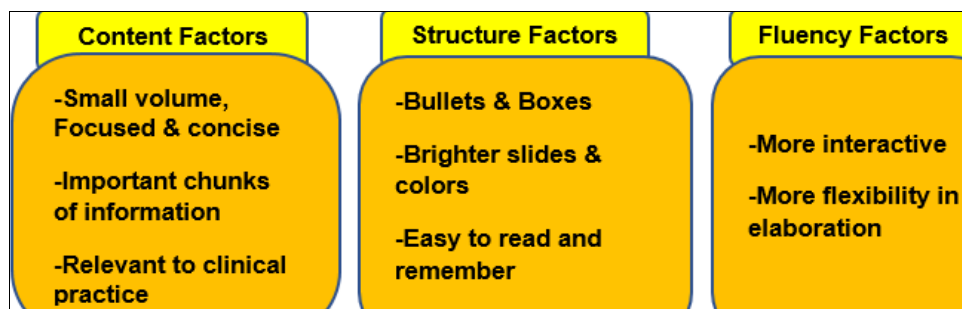 Content Factors
-Small volume,
Focused & concise
-Important chunks
of information
-Relevant to clinical
practice
Structure Factors
-Bullets & Boxes
-Brighter slides &
colors
-Easy to read and
remember
Fluency Factors
-More interactive
-More flexibility in
elaboration